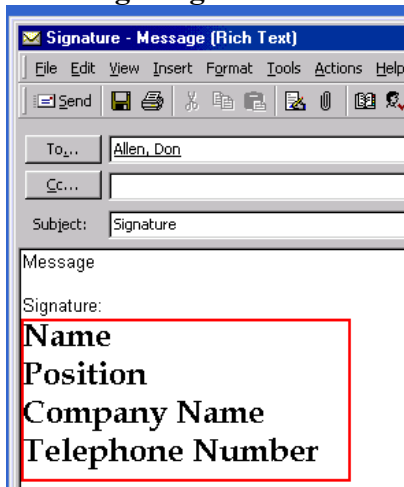 Signature - Message (Rich Text)
File Edit View Insert Format Tools Actions Help
Send
To... Allen, Don
Cc...
Subject: Signature
Message
Signature:
Name
Position
Company Name
Telephone Number